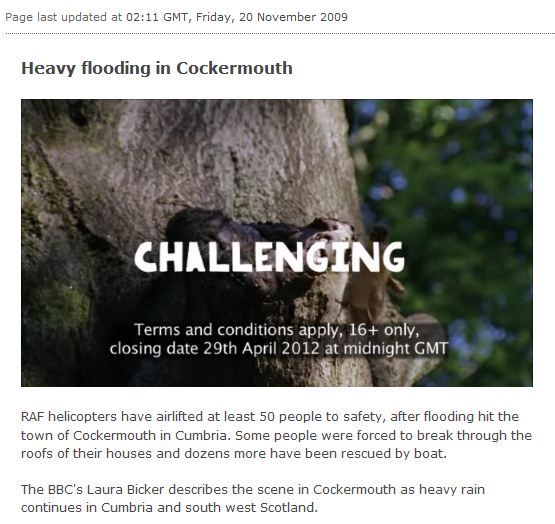 Page last updated at 02:11 GMT, Friday, 20 November 2009
Heavy flooding in Cockermouth
CHALLENGING
Terms and conditions apply, 16+ only,
closing date 29th April 2012 at midnight GMT
RAF helicopters have airlifted at least 50 people to safety, after flooding hit the
town of Cockermouth in Cumbria. Some people were forced to break through the
roofs of their houses and dozens more have been rescued by boat.
The BBC's Laura Bicker describes the scene in Cockermouth as heavy rain
continues in Cumbria and south west Scotland.